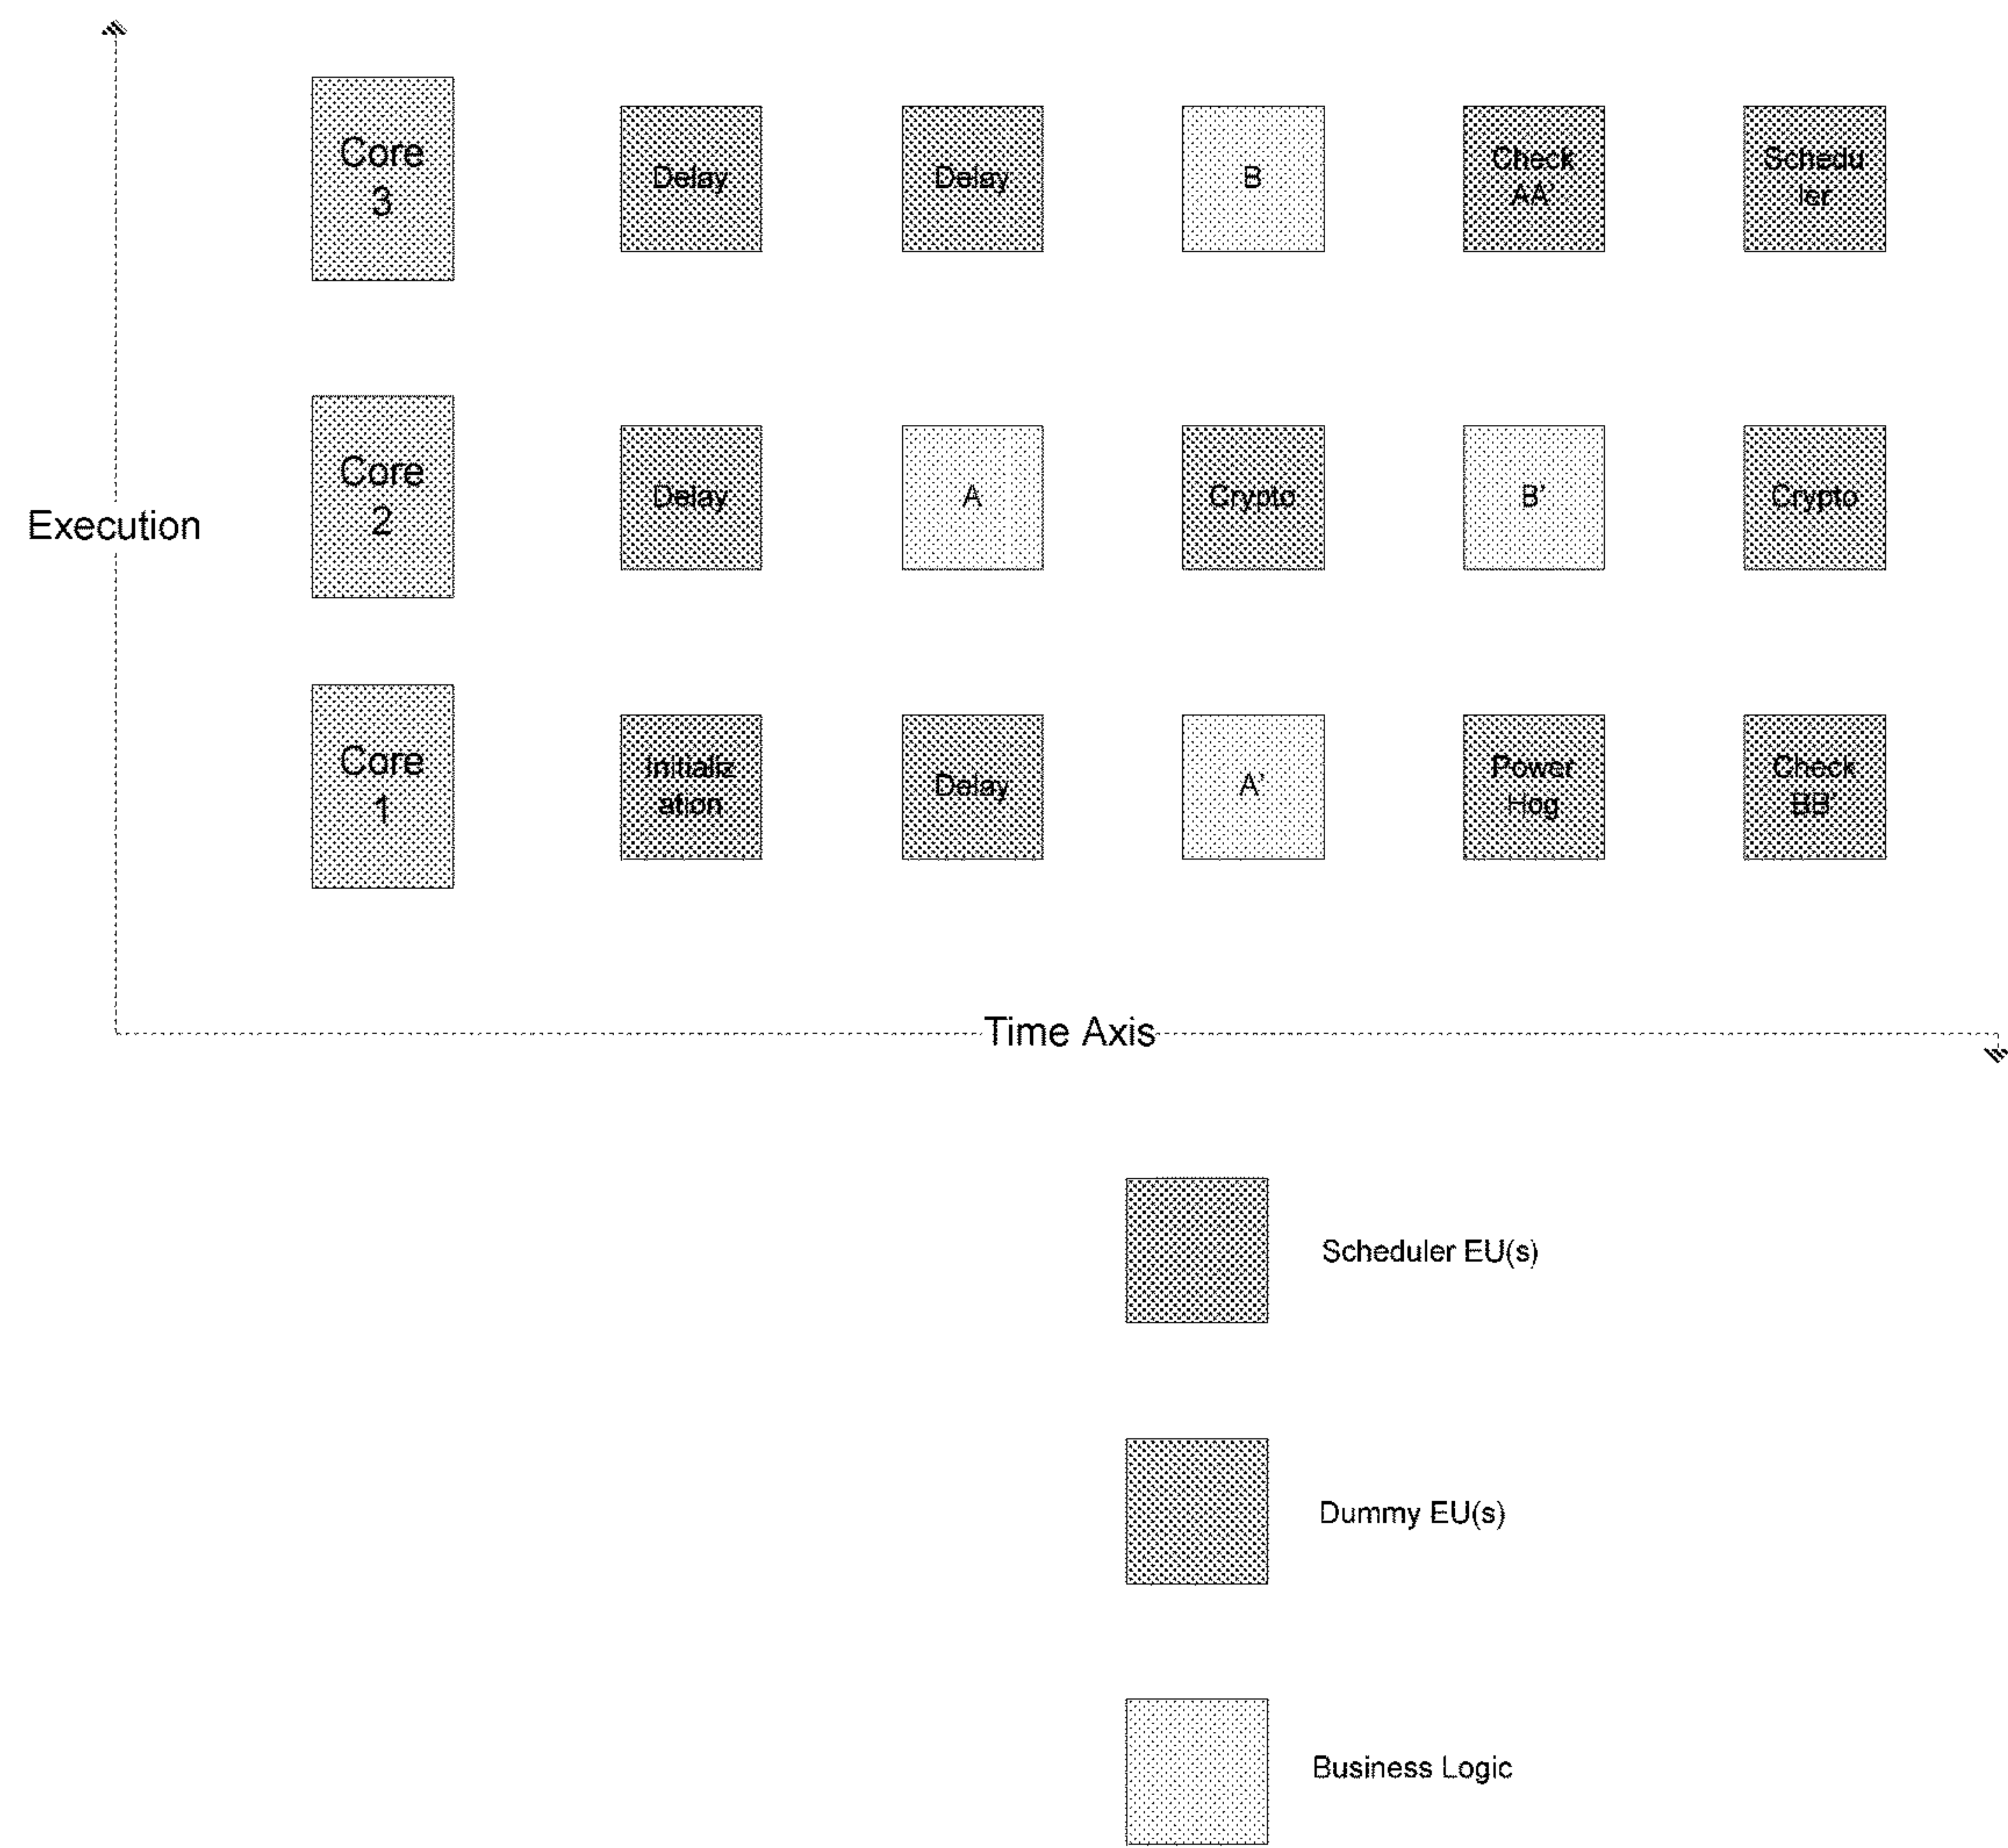 Core
3
Delay
Delay
B
Check
AA'
Schedu
ler
Execution
Core
2
Delay
A
Crypto
B'
Crypto
Core
1
Initializ
ation
Delay
A'
Power
Hog
Check
BB'
Time Axis
Scheduler EU(s)
Dummy EU(s)
Business Logic